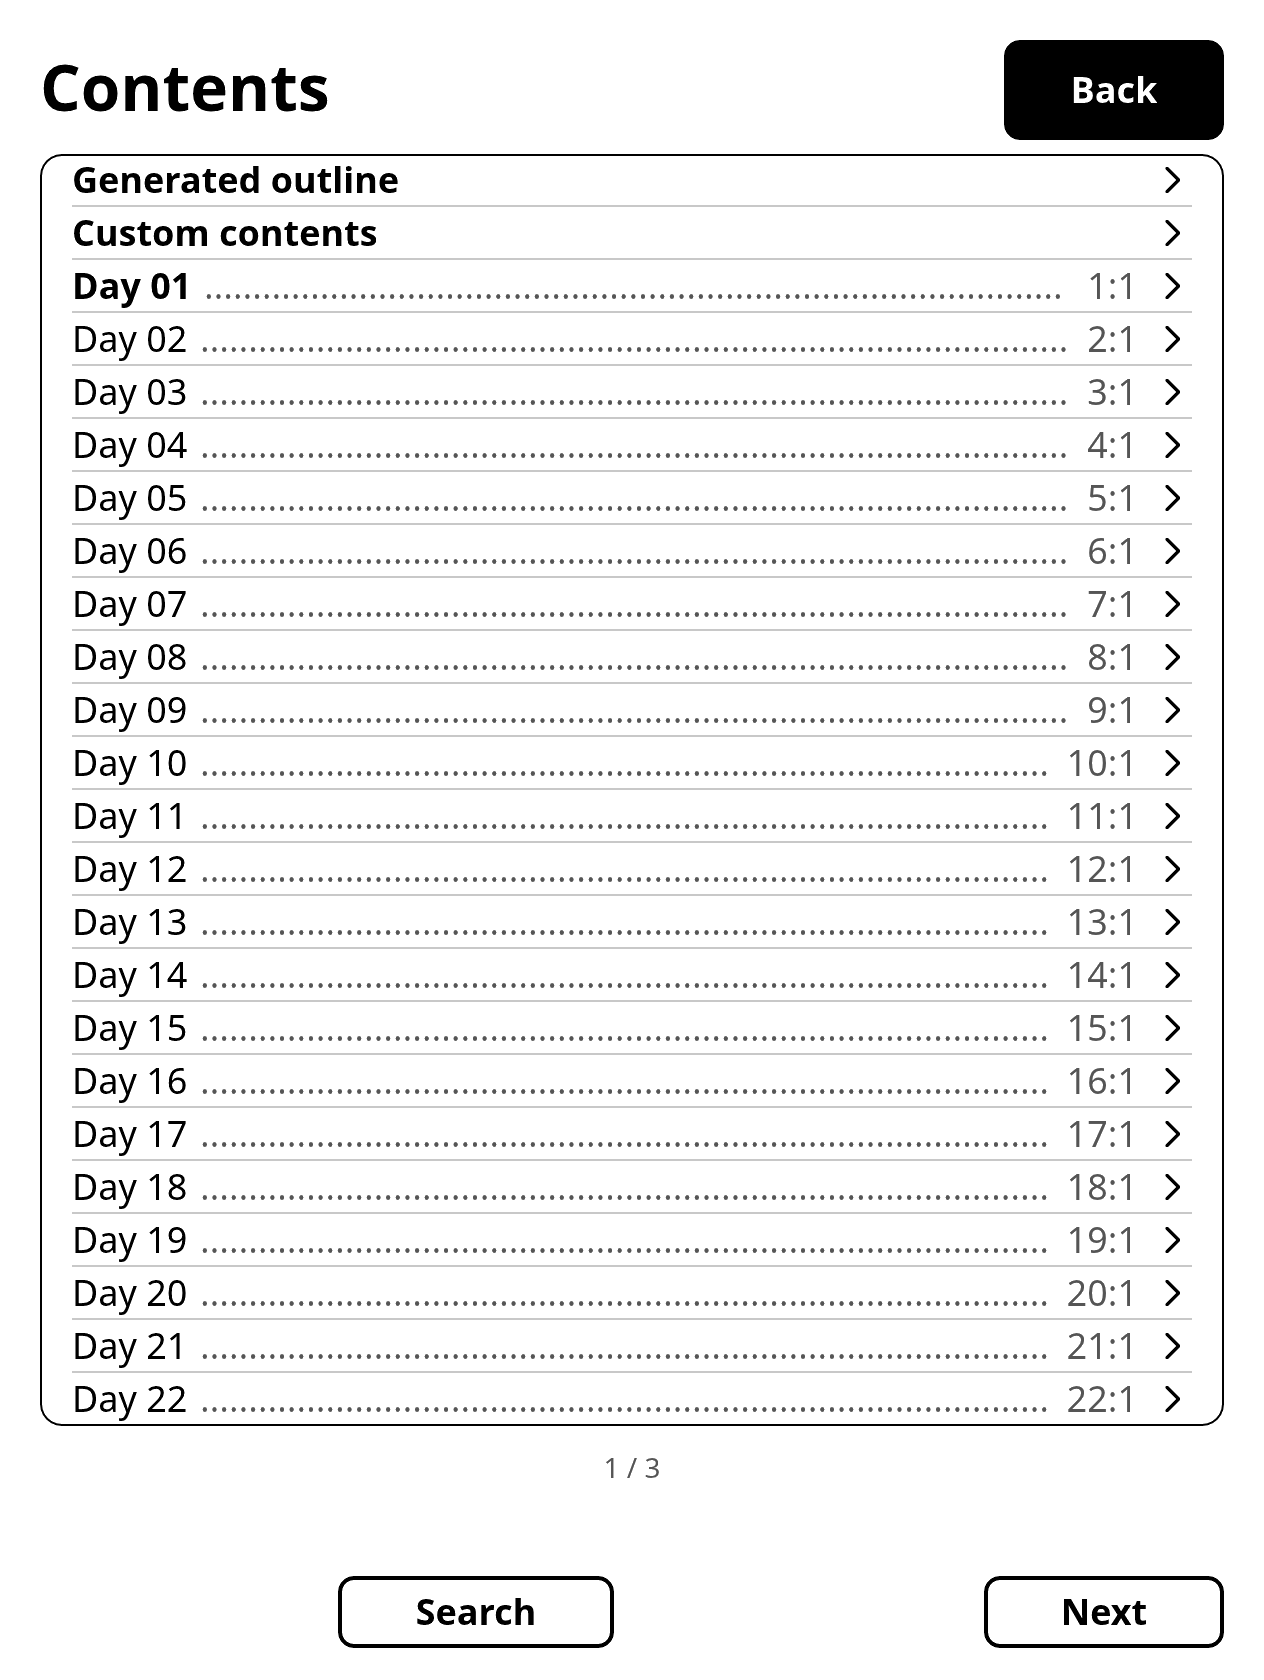 Contents
Back
Generated outline
Custom contents
Day 01 ........................................ 1:1
Day 02 ........................................ 2:1
Day 03 ........................................ 3:1
Day 04 ........................................ 4:1
Day 05 ........................................ 5:1
Day 06 ........................................ 6:1
Day 07 ........................................ 7:1
Day 08 ........................................ 8:1
Day 09 ........................................ 9:1
Day 10 ........................................ 10:1
Day 11 ........................................ 11:1
Day 12 ........................................ 12:1
Day 13 ........................................ 13:1
Day 14 ........................................ 14:1
Day 15 ........................................ 15:1
Day 16 ........................................ 16:1
Day 17 ........................................ 17:1
Day 18 ........................................ 18:1
Day 19 ........................................ 19:1
Day 20 ........................................ 20:1
Day 21 ........................................ 21:1
Day 22 ........................................ 22:1
1 / 3
Search
Next